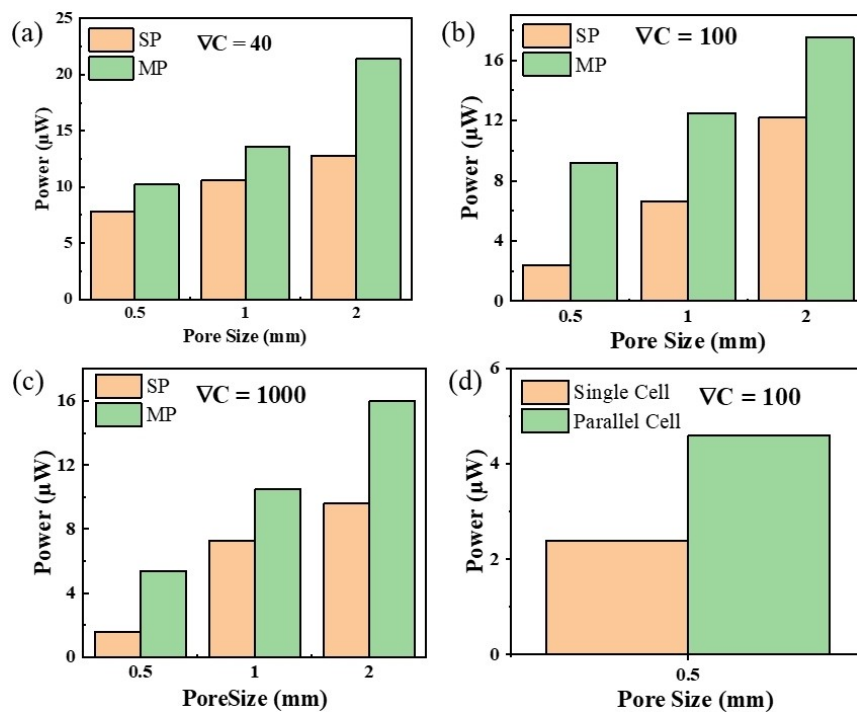 (a)
25
20
15
10
5
0
Power (μW)
SP
MP
∇C = 40
0.5 1 2
Pore Size (mm)
(b)
16
12
8
4
0
Power (μW)
SP
MP
∇C = 100
0.5 1 2
Pore Size (mm)
(c)
16
12
8
4
0
Power (μW)
SP
MP
∇C = 1000
0.5 1 2
PoreSize (mm)
(d)
6
4
2
0
Power (μW)
Single Cell
Parallel Cell
∇C = 100
0.5
Pore Size (mm)